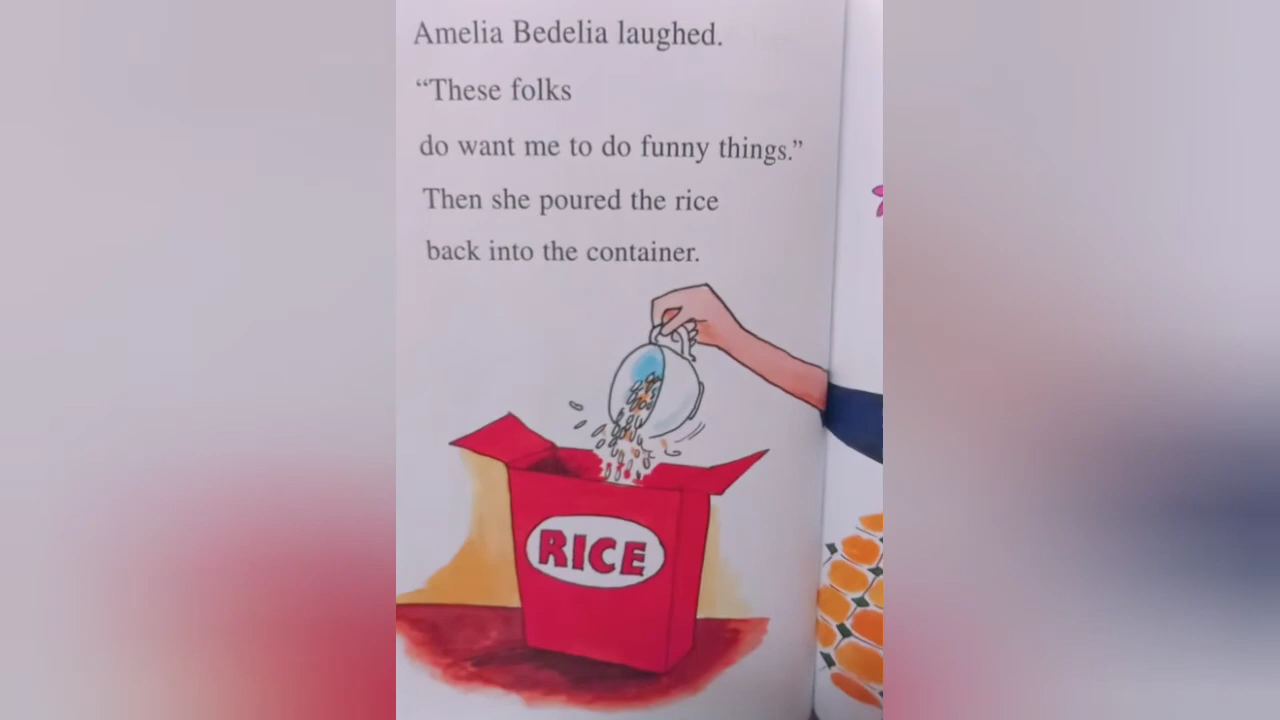 Amelia Bedelia laughed.
“These folks
do want me to do funny things.”
Then she poured the rice
back into the container.
RICE